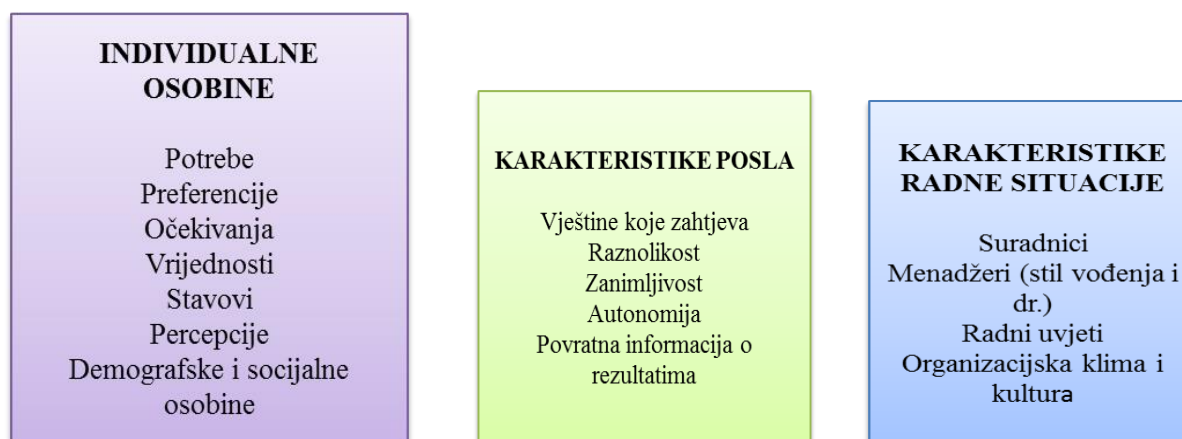 INDIVIDUALNE
OSOBINE
Potrebe
Preferencije
Očekivanja
Vrijednosti
Stavovi
Percepcije
Demografske i socijalne
osobine
KARAKTERISTIKE POSLA
Vještine koje zahtjeva
Raznolikost
Zanimljivost
Autonomija
Povratna informacija o
rezultatima
KARAKTERISTIKE
RADNE SITUACIJE
Suradnici
Menadžeri (stil vođenja i
dr.)
Radni uvjeti
Organizacijska klima i
kultura